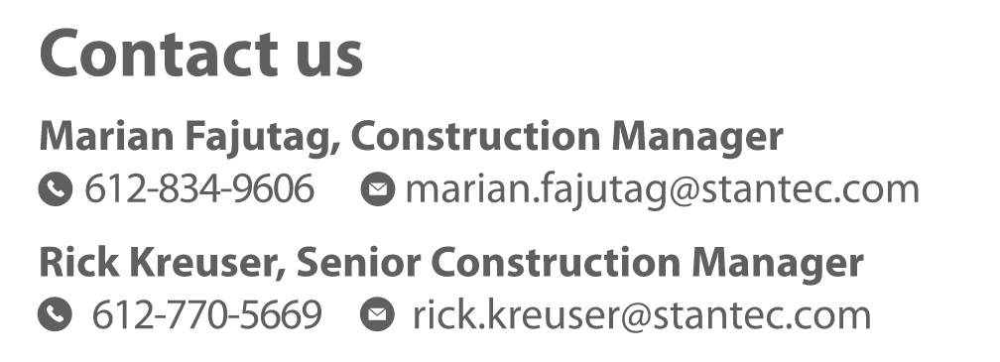 Contact us
Marian Fajutag, Construction Manager
612-834-9606 marian.fajutag@stantec.com
Rick Kreuser, Senior Construction Manager
612-770-5669 rick.kreuser@stantec.com